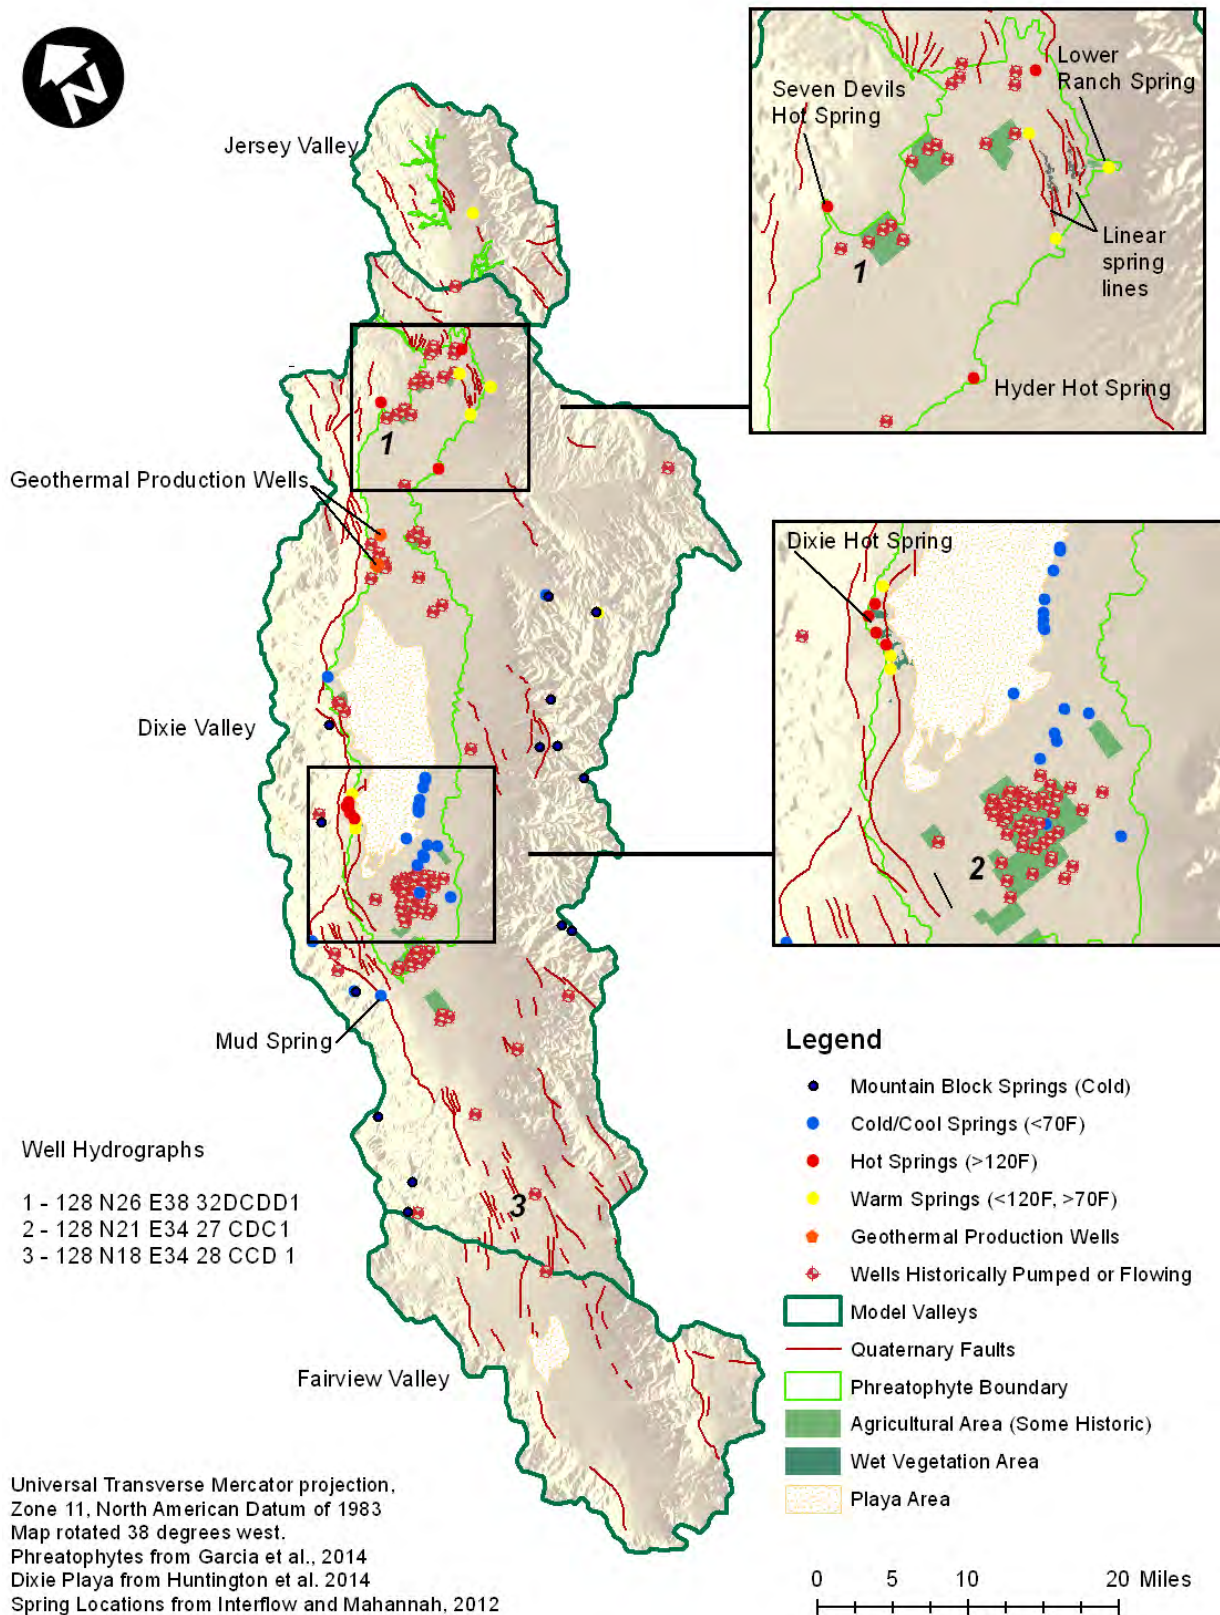 N
Jersey Valley
Seven Devils
Hot Spring
Lower
Ranch Spring
1
Linear
spring
lines
Hyder Hot Spring
1
Geothermal Production Wells
Dixie Valley
Dixie Hot Spring
2
Mud Spring
3
Fairview Valley
Well Hydrographs
1 - 128 N26 E38 32DCDD1
2 - 128 N21 E34 27 CDC1
3 - 128 N18 E34 28 CCD 1
Legend
Mountain Block Springs (Cold)
Cold/Cool Springs (<70F)
Hot Springs (>120F)
Warm Springs (<120F, >70F)
Geothermal Production Wells
Wells Historically Pumped or Flowing
Model Valleys
Quaternary Faults
Phreatophyte Boundary
Agricultural Area (Some Historic)
Wet Vegetation Area
Playa Area
Universal Transverse Mercator projection,
Zone 11, North American Datum of 1983
Map rotated 38 degrees west.
Phreatophytes from Garcia et al., 2014
Dixie Playa from Huntington et al. 2014
Spring Locations from Interflow and Mahannah, 2012
0 5 10 20 Miles